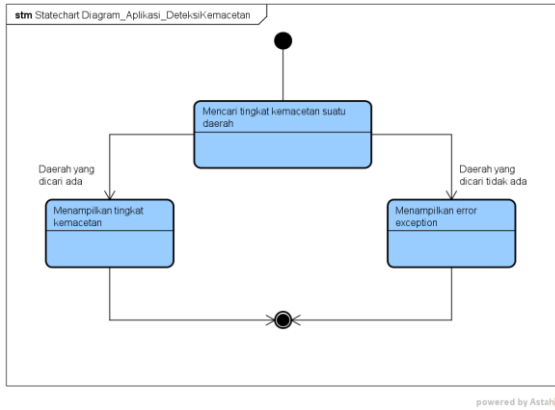 stm Statechart Diagram_Aplikasi_DeteksiKemacetan
Mencari tingkat kemacetan suatu
daerah
Daerah yang
dicari ada
Daerah yang
dicari tidak ada
Menampilkan tingkat
kemacetan
Menampilkan error
exception
powered by Astah